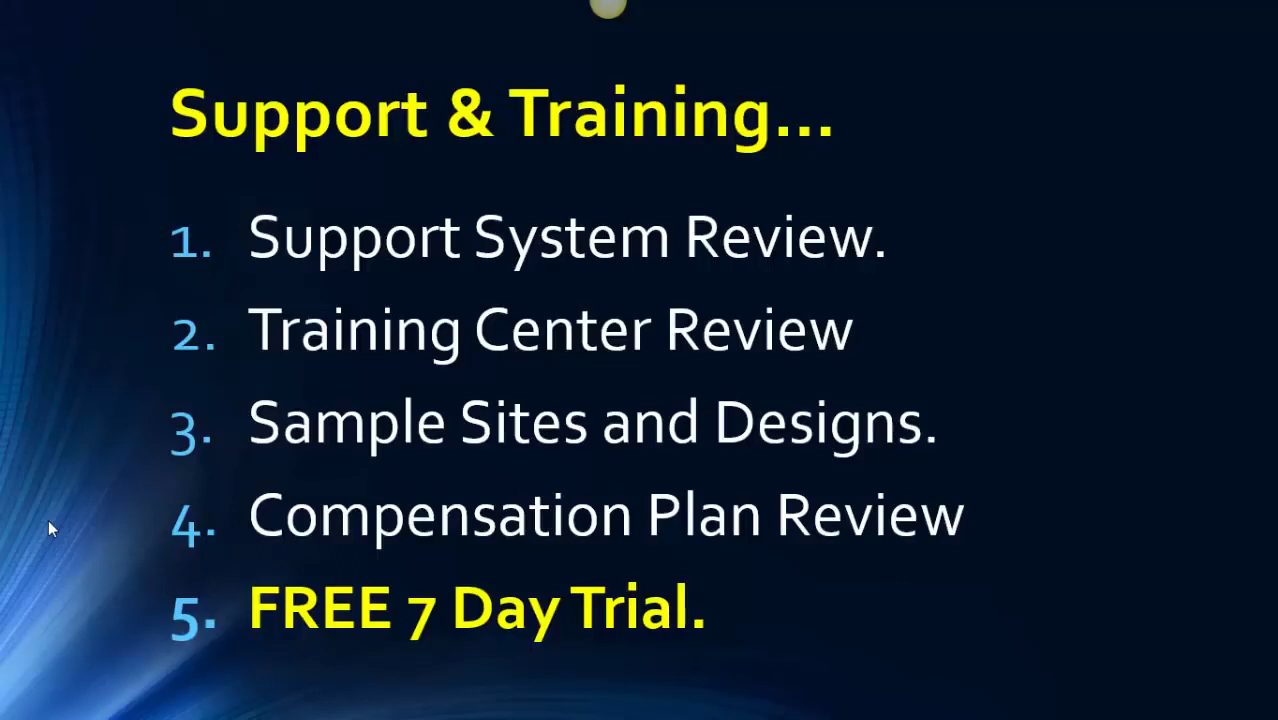 Support & Training...
1. Support System Review.
2. Training Center Review
3. Sample Sites and Designs.
4. Compensation Plan Review
5. FREE 7 Day Trial.